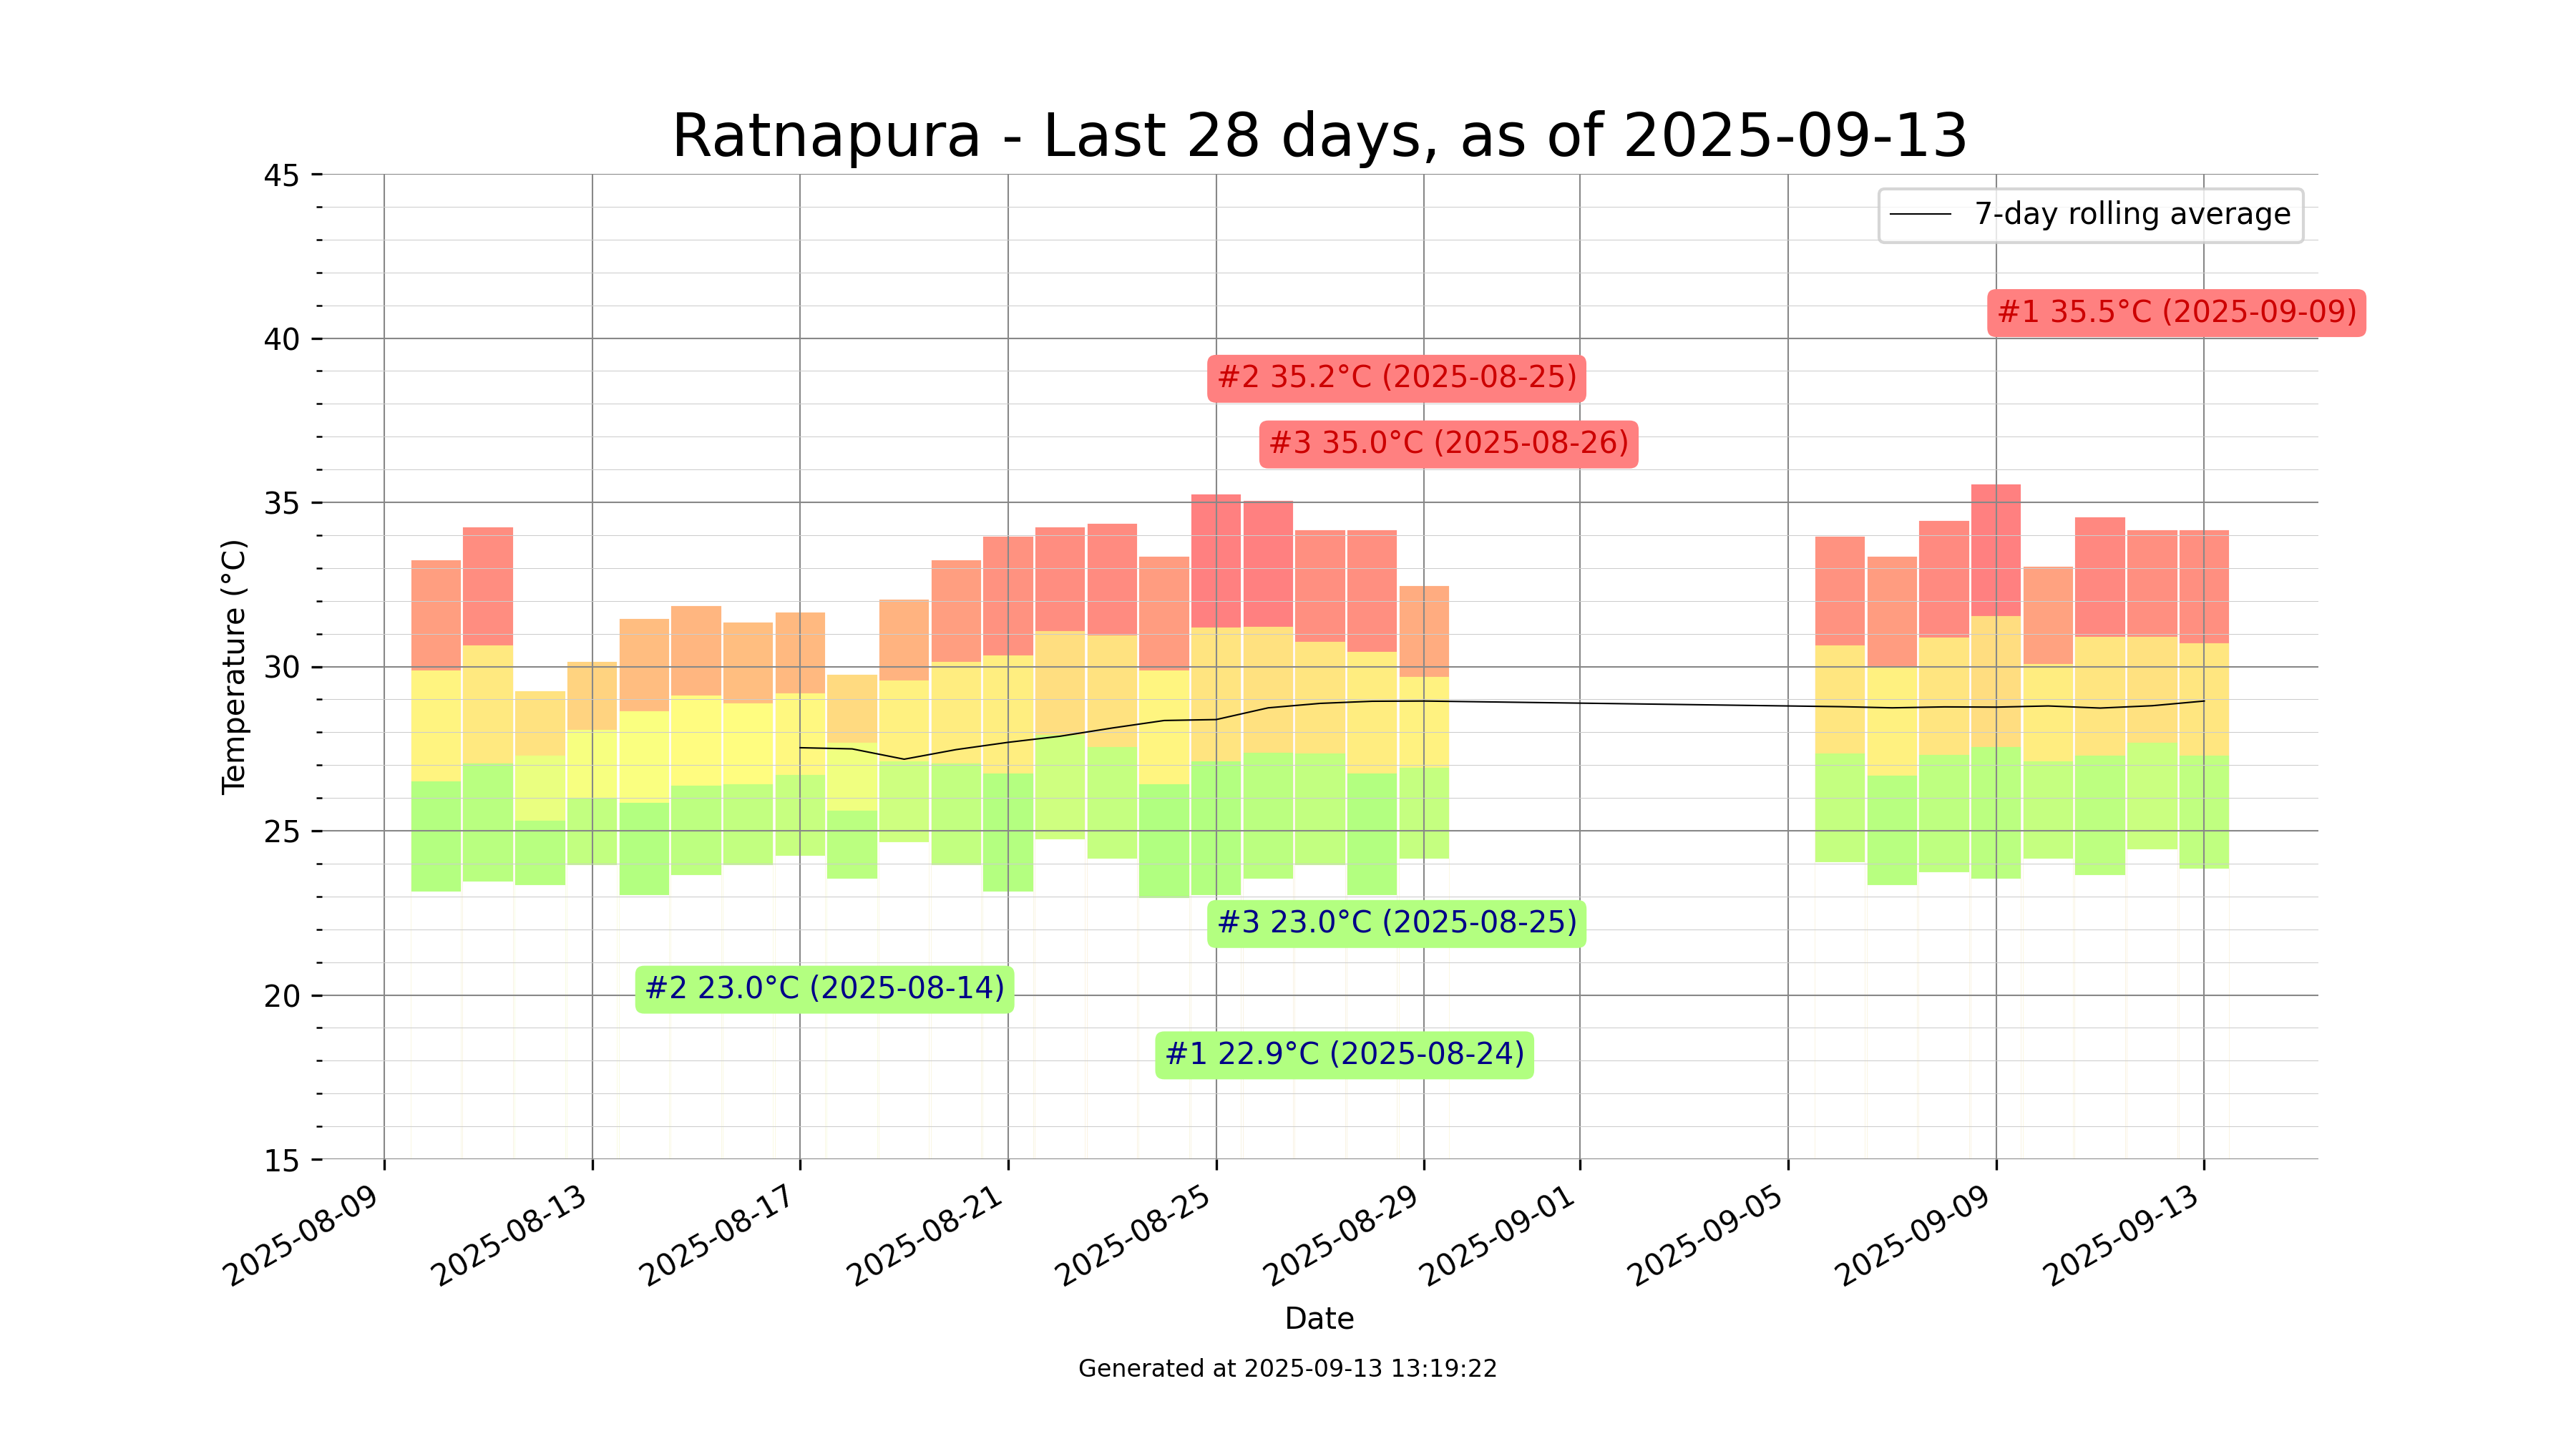 Ratnapura - Last 28 days, as of 2025-09-13
45
7-day rolling average
#1 35.5°C (2025-09-09)
40
#2 35.2°C (2025-08-25)
#3 35.0°C (2025-08-26)
35
30
25
#3 23.0°C (2025-08-25)
20
#2 23.0°C (2025-08-14)
#1 22.9°C (2025-08-24)
15
Temperature (°C)
2025-08-09
2025-08-13
2025-08-17
2025-08-21
2025-08-25
2025-08-29
2025-09-01
2025-09-05
2025-09-09
2025-09-13
Date
Generated at 2025-09-13 13:19:22